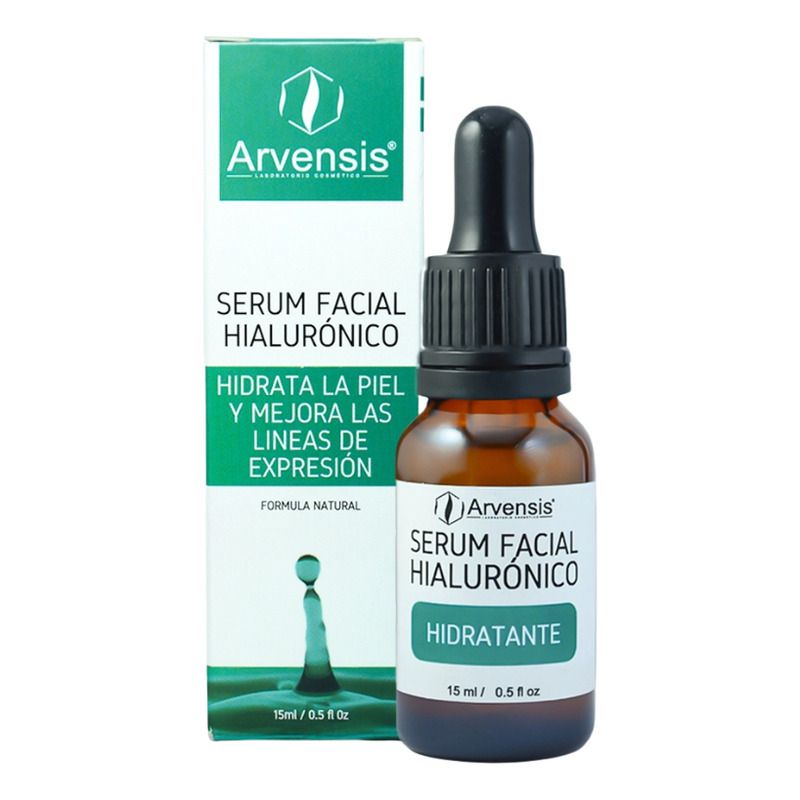 Arvensis®
LABORATORIO COSMÉTICO
SERUM FACIAL
HIALURÓNICO
HIDRATA LA PIEL
Y MEJORA LAS
LINEAS DE
EXPRESIÓN
FORMULA NATURAL
15ml / 0.5 fl Oz
Arvensis®
LABORATORIO COSMÉTICO
SERUM FACIAL
HIALURÓNICO
HIDRATANTE
15 ml / 0.5 fl oz